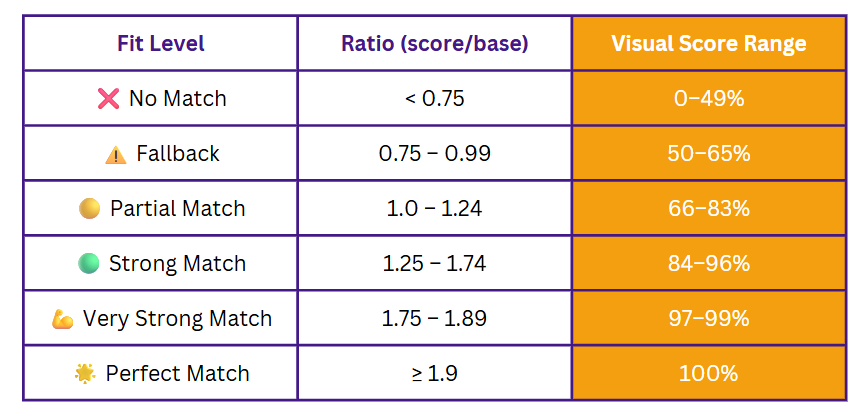 Fit Level Ratio (score/base) Visual Score Range
❌ No Match < 0.75 0–49%
⚠️ Fallback 0.75 – 0.99 50–65%
🟡 Partial Match 1.0 – 1.24 66–83%
🟢 Strong Match 1.25 – 1.74 84–96%
💪 Very Strong Match 1.75 – 1.89 97–99%
🌟 Perfect Match ≥ 1.9 100%